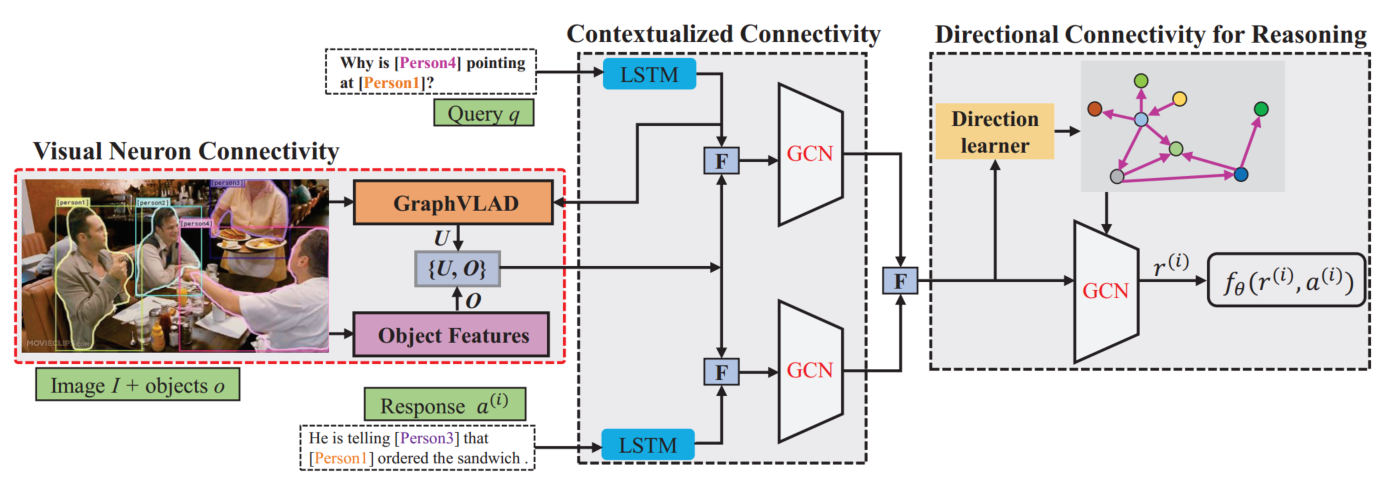 Contextualized Connectivity
Directional Connectivity for Reasoning
Why is [Person4] pointing
at [Person1]?
LSTM
Query q
GCN
Direction
learner
Visual Neuron Connectivity
F
[person1]
[person2]
[person3]
[person4]
GraphVLAD
U
{U, O}
O
Object Features
MOVIECLIPS.com
F
GCN
r^(i)
f_θ(r^(i), a^(i))
F
GCN
Image I + objects o
Response a^(i)
He is telling [Person3] that
[Person1] ordered the sandwich .
LSTM